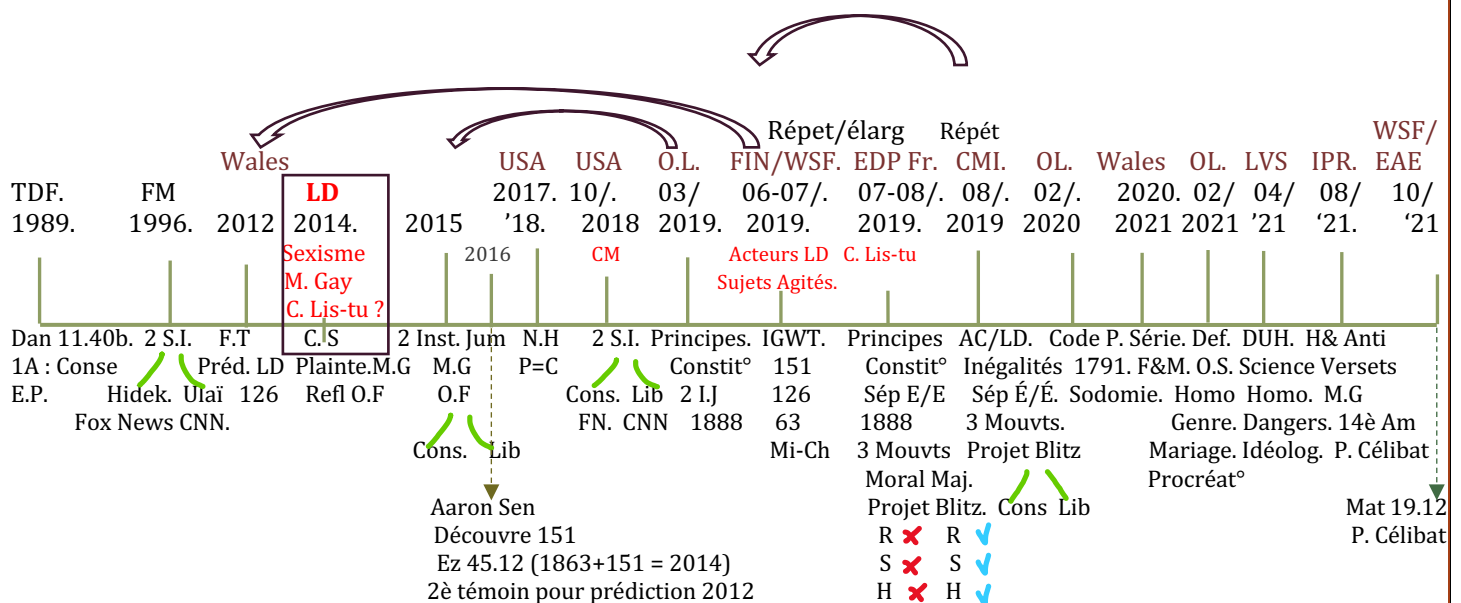 Répet/élarg Répét
WSF/
Wales USA USA O.L. FIN/WSF. EDP Fr. CMI. OL. Wales OL. LVS IPR. EAE
TDF. FM LD 2017. 10/. 03/ 06-07/. 07-08/. 08/. 02/. 2020. 02/ 04/ 08/ 10/
1989. 1996. 2012 2014. 2015 '18. 2018 2019. 2019. 2019. 2019 2020 2021 2021 '21 '21. '21
Sexisme 2016 CM Acteurs LD C. Lis-tu
M. Gay Sujets Agités.
C. Lis-tu ?
Dan 11.40b. 2 S.I. F.T C.S 2 Inst. Jum N.H 2 S.I. Principes. IGWT. Principes AC/LD. Code P. Série. Def. DUH. H& Anti
1A : Conse Préd. LD Plainte.M.G M.G P=C Constit° 151 Constit° Inégalités 1791. F&M. O.S. Science Versets
E.P. Hidek. Ulaï 126 Refl O.F O.F Cons. Lib 2 I.J 126 Sép E/E Sép É/É. Sodomie. Homo Homo. M.G
Fox News CNN. FN. CNN 1888 63 1888 3 Mouvts. Genre. Dangers. 14è Am
Cons. Lib Mi-Ch 3 Mouvts Projet Blitz Mariage. Idéolog. P. Célibat
Moral Maj. Procréat°
Aaron Sen Projet Blitz. Cons Lib Mat 19.12
Découvre 151 R R P. Célibat
Ez 45.12 (1863+151 = 2014) S S
2è témoin pour prédiction 2012 H H